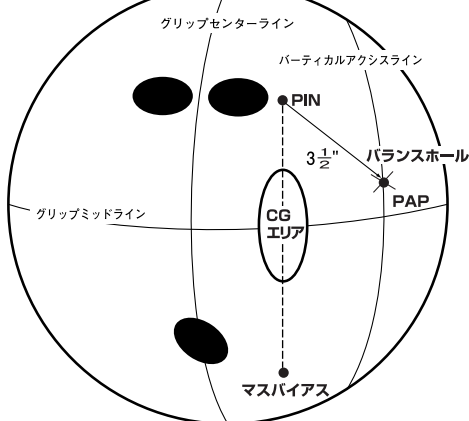 グリップセンターライン
バーティカルアクシスライン
PIN
3 1/2"
バランスホール
PAP
グリップミッドライン
CG
エリア
マスバイアス